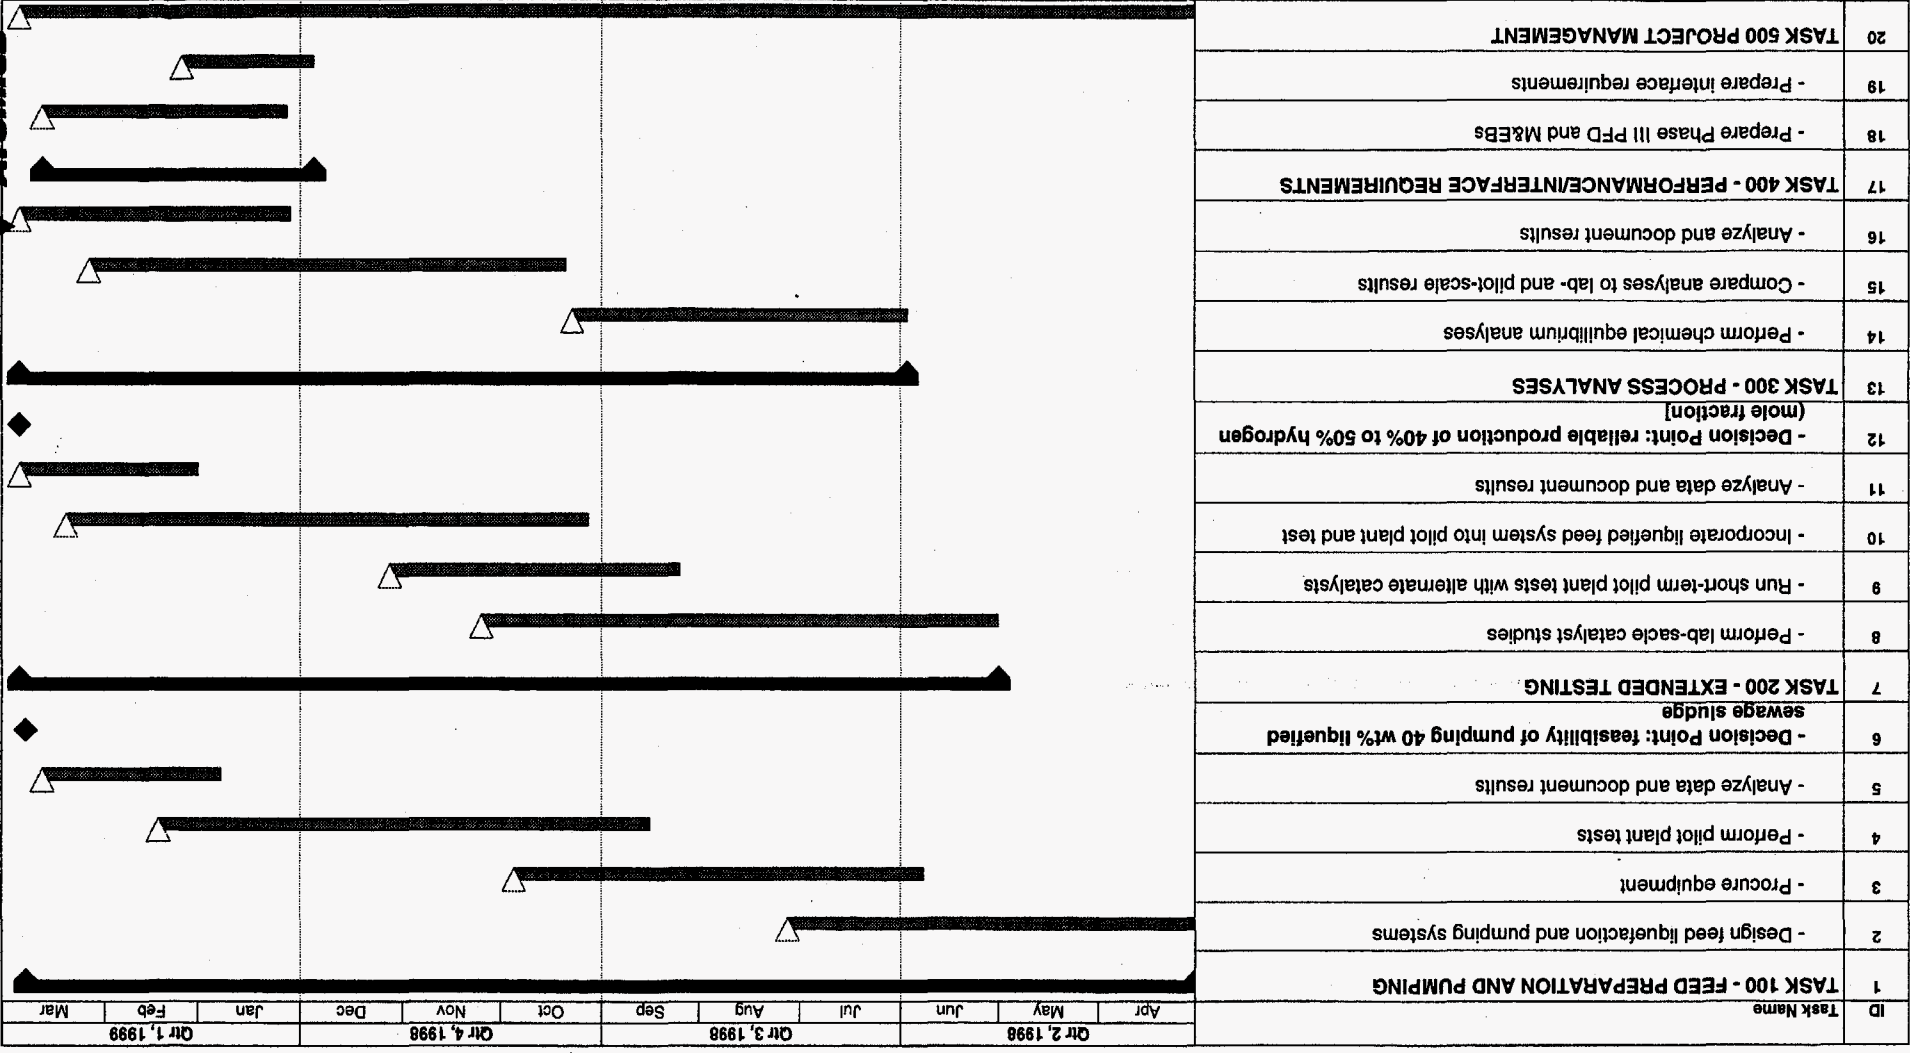 ID Task Name Qtr 2, 1998 Qtr 3, 1998 Qtr 4, 1998 Qtr 1, 1999
Apr May Jun Jul Aug Sep Oct Nov Dec Jan Feb Mar
1 TASK 100 - FEED PREPARATION AND PUMPING
2 - Design feed liquefaction and pumping systems
3 - Procure equipment
4 - Perform pilot plant tests
5 - Analyze data and document results
6 - Decision Point: feasibility of pumping 40 wt% liquefied
sewage sludge
7 TASK 200 - EXTENDED TESTING
8 - Perform lab-sacle catalyst studies
9 - Run short-term pilot plant tests with alternate catalysts
10 - Incorporate liquefied feed system into pilot plant and test
11 - Analyze data and document results
12 - Decision Point: reliable production of 40% to 50% hydrogen
(mole fraction]
13 TASK 300 - PROCESS ANALYSES
14 - Perform chemical equilibrium analyses
15 - Compare analyses to lab- and pilot-scale results
16 - Analyze and document results
17 TASK 400 - PERFORMANCE/INTERFACE REQUIREMENTS
18 - Prepare Phase III PFD and M&EBs
19 - Prepare interface requirements
20 TASK 500 PROJECT MANAGEMENT